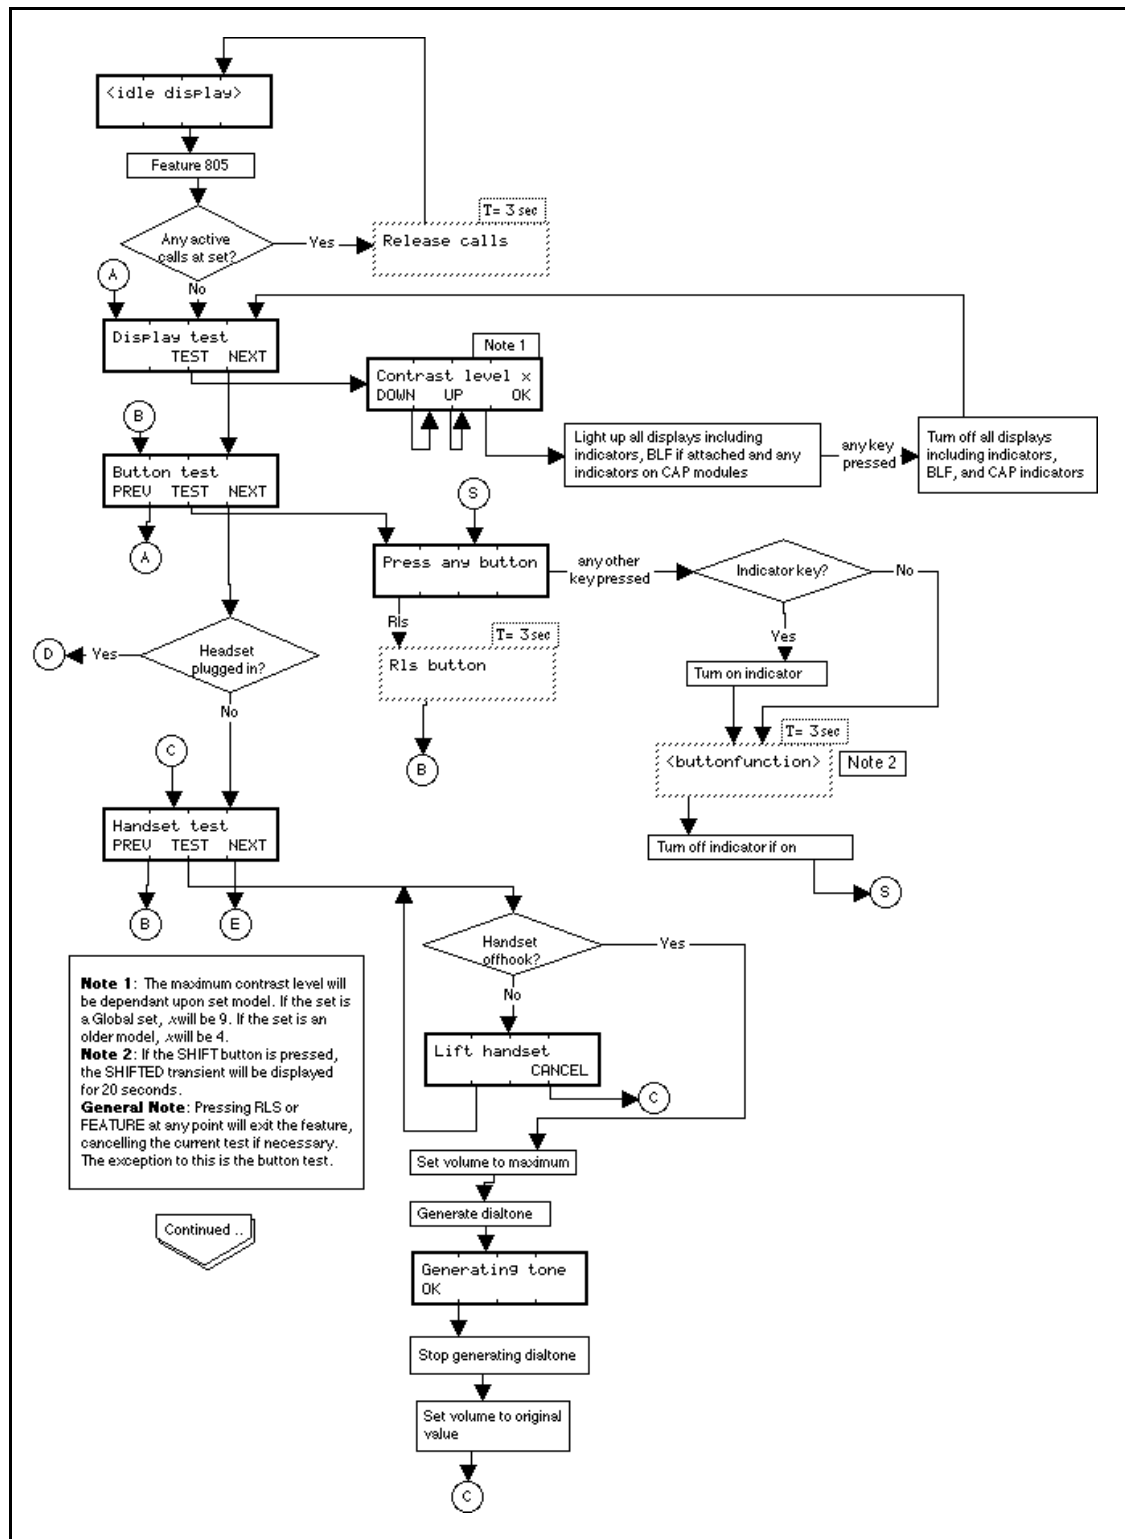 <idle display>
Feature 805
T= 3 sec
Any active
calls at set?
Yes
Release calls
A
No
Display test
TEST NEXT
Note 1
Contrast level x
DOWN UP OK
B
Light up all displays including
indicators, BLF if attached and any
indicators on CAP modules
any key
pressed
Turn off all displays
including indicators,
BLF, and CAP indicators
Button test
PREV TEST NEXT
S
A
Press any button
any other
key pressed
Indicator key?
No
Rls
T= 3 sec
Yes
D
Yes
Headset
plugged in?
Rls button
Turn on indicator
No
T= 3 sec
C
B
<buttonfunction>
Note 2
Handset test
PREV TEST NEXT
Turn off indicator if on
S
B
E
Handset
offhook?
Yes
No
Note 1: The maximum contrast level will
be dependant upon set model. If the set is
a Global set, x will be 9. If the set is an
older model, x will be 4.
Note 2: If the SHIFT button is pressed,
the SHIFTED transient will be displayed
for 20 seconds.
General Note: Pressing RLS or
FEATURE at any point will exit the feature,
cancelling the current test if necessary.
The exception to this is the button test.
Lift handset
CANCEL
C
Set volume to maximum
Generate dialtone
Continued ..
Generating tone
OK
Stop generating dialtone
Set volume to original
value
C